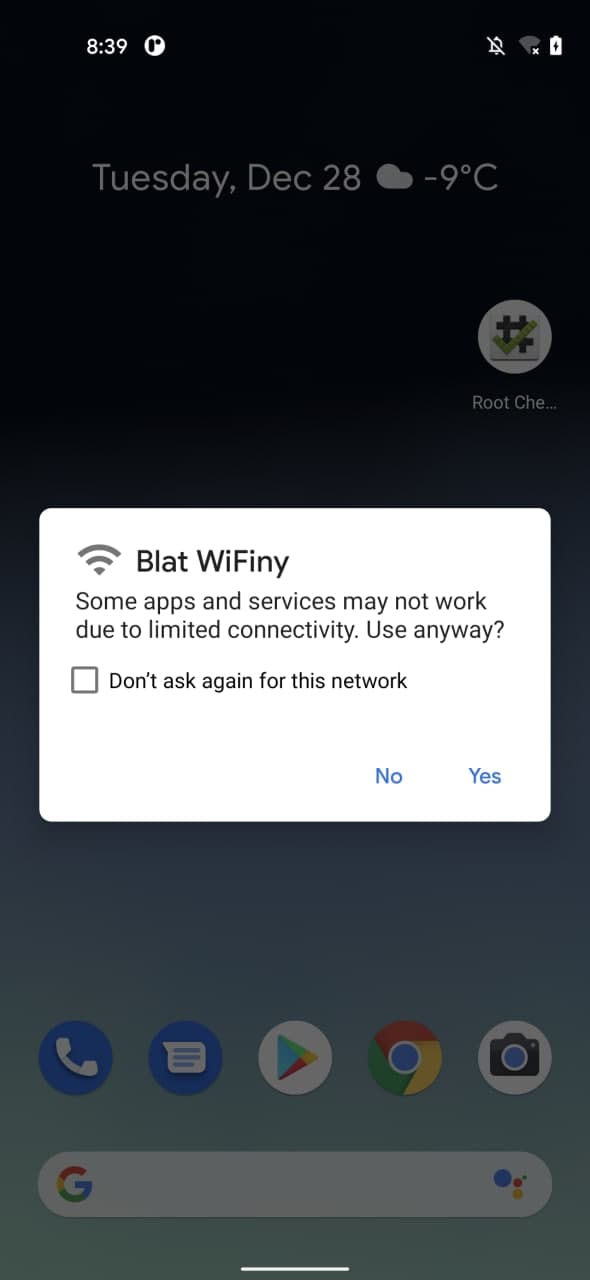 8:39
Tuesday, Dec 28 -9°C
Root Che...
Blat WiFiny
Some apps and services may not work
due to limited connectivity. Use anyway?
Don't ask again for this network
No Yes